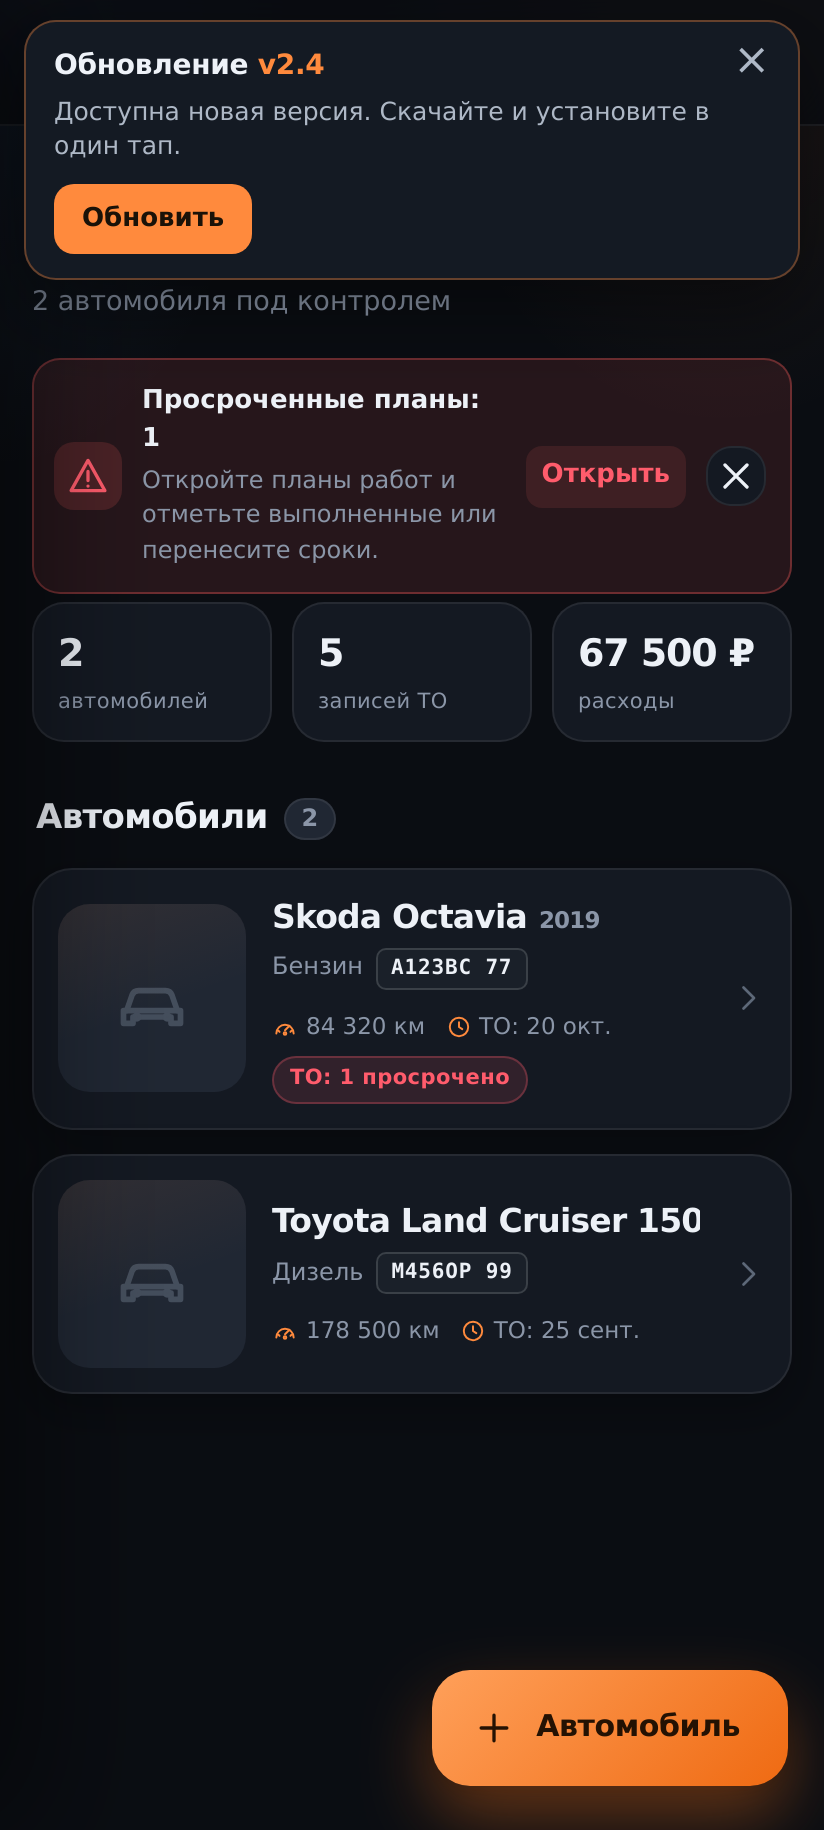 Обновление v2.4
Доступна новая версия. Скачайте и установите в
один тап.
Обновить
2 автомобиля под контролем
Просроченные планы:
1
Откройте планы работ и
отметьте выполненные или
перенесите сроки.
Открыть
2
автомобилей
5
записей ТО
67 500 ₽
расходы
Автомобили 2
Skoda Octavia 2019
Бензин А123ВС 77
84 320 км ТО: 20 окт.
ТО: 1 просрочено
Toyota Land Cruiser 150
Дизель М456ОР 99
178 500 км ТО: 25 сент.
Автомобиль